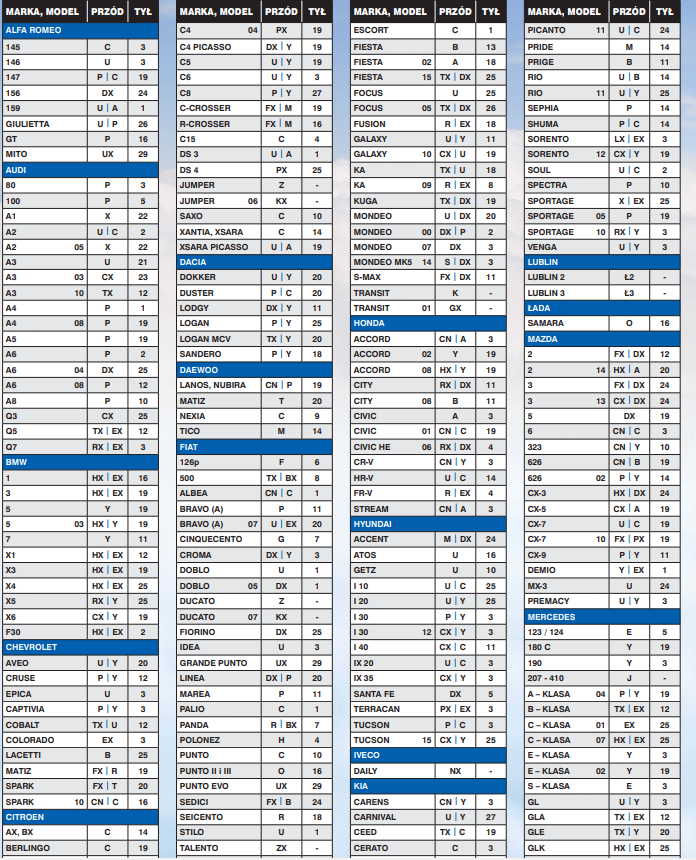 MARKA, MODEL PRZÓD TYŁ
ALFA ROMEO
145 C 3
146 U 3
147 P | C 19
156 DX 24
159 U | A 1
GIULIETTA U | P 26
GT P 16
MITO UX 29
AUDI
80 P 3
100 P 5
A1 X 22
A2 U | C 2
A2 05 X 22
A3 U 21
A3 03 CX 23
A3 10 TX 12
A4 P 1
A4 08 P 19
A5 P 19
A6 P 2
A6 04 DX 25
A6 08 P 12
A8 P 10
Q3 CX 25
Q5 TX | EX 12
Q7 RX | EX 3
BMW
1 HX | EX 16
3 HX | EX 19
5 Y 19
5 03 HX | Y 19
7 Y 11
X1 HX | EX 12
X3 HX | EX 19
X4 HX | EX 25
X5 RX | Y 25
X6 CX | Y 19
F30 HX | EX 2
CHEVROLET
AVEO U | Y 20
CRUSE P | Y 12
EPICA U 3
CAPTIVIA P | Y 3
COBALT TX | U 12
COLORADO EX 3
LACETTI B 25
MATIZ FX | R 19
SPARK FX | T 20
SPARK 10 CN | C 16
CITROEN
AX, BX C 14
BERLINGO C 19
MARKA, MODEL PRZÓD TYŁ
C4 04 PX 19
C4 PICASSO DX | Y 19
C5 U | Y 19
C6 U | Y 3
C8 P | Y 27
C-CROSSER FX | M 19
R-CROSSER FX | M 16
C15 C 4
DS 3 U | A 1
DS 4 PX 25
JUMPER Z -
JUMPER 06 KX -
SAXO C 10
XANTIA, XSARA C 14
XSARA PICASSO U | A 19
DACIA
DOKKER U | Y 20
DUSTER P | C 20
LODGY DX | Y 11
LOGAN P | Y 25
LOGAN MCV TX | Y 20
SANDERO P | Y 18
DAEWOO
LANOS, NUBIRA CN | P 19
MATIZ T 20
NEXIA C 9
TICO M 14
FIAT
126p F 6
500 TX | BX 8
ALBEA CN | C 1
BRAVO (A) P 11
BRAVO (A) 07 U | EX 20
CINQUECENTO G 7
CROMA DX | Y 3
DOBLO U 1
DOBLO 05 DX 1
DUCATO Z -
DUCATO 07 KX -
FIORINO DX 25
IDEA U 3
GRANDE PUNTO UX 29
LINEA DX | P 20
MAREA P 11
PALIO C 1
PANDA R | BX 7
POLONEZ H 4
PUNTO C 10
PUNTO II i III O 16
PUNTO EVO UX 29
SEDICI FX | B 24
SEICENTO R 18
STILO U 1
TALENTO ZX -
MARKA, MODEL PRZÓD TYŁ
ESCORT C 1
FIESTA B 13
FIESTA 02 A 18
FIESTA 15 TX | DX 25
FOCUS U 25
FOCUS 05 TX | DX 26
FUSION R | EX 18
GALAXY U | Y 11
GALAXY 10 CX | U 19
KA TX | U 18
KA 09 R | EX 8
KUGA TX | DX 19
MONDEO U | DX 20
MONDEO 00 DX | P 2
MONDEO 07 DX 3
MONDEO MK5 14 S | DX 3
S-MAX FX | DX 11
TRANSIT K -
TRANSIT 01 GX -
HONDA
ACCORD CN | A 3
ACCORD 02 Y 19
ACCORD 08 HX | Y 19
CITY RX | DX 11
CITY 08 B 11
CIVIC A 3
CIVIC 01 CN | C 19
CIVIC HE 06 RX | DX 4
CR-V CN | Y 3
HR-V U | C 14
FR-V R | EX 4
STREAM CN | A 3
HYUNDAI
ACCENT M | DX 24
ATOS U 16
GETZ U 10
I 10 U | C 25
I 20 U | Y 25
I 30 P | Y 3
I 30 12 CX | Y 3
I 40 CX | C 11
IX 20 U | C 3
IX 35 CX | Y 3
SANTA FE DX 5
TERRACAN PX | EX 3
TUCSON P | C 3
TUCSON 15 CX | Y 25
IVECO
DAILY NX -
KIA
CARENS CN | Y 3
CARNIVAL U | Y 27
CEED TX | C 19
CERATO C 3
MARKA, MODEL PRZÓD TYŁ
PICANTO 11 U | C 24
PRIDE M 14
PRIGE B 11
RIO U | B 14
RIO 11 U | Y 25
SEPHIA P 14
SHUMA P | C 14
SORENTO LX | EX 3
SORENTO 12 CX | Y 19
SOUL U | C 2
SPECTRA P 10
SPORTAGE X | EX 25
SPORTAGE 05 P 19
SPORTAGE 10 RX | Y 3
VENGA U | Y 3
LUBLIN
LUBLIN 2 Ł2 -
LUBLIN 3 Ł3 -
ŁADA
SAMARA O 16
MAZDA
2 FX | DX 12
2 14 HX | A 20
3 FX | DX 24
3 13 CX | DX 24
5 DX 19
6 CN | C 3
323 CN | Y 10
626 CN | B 19
626 02 P | Y 14
CX-3 HX | DX 24
CX-5 CX | A 19
CX-7 U | C 19
CX-7 10 FX | PX 19
CX-9 P | Y 11
DEMIO Y | EX 1
MX-3 U 24
PREMACY U | Y 3
MERCEDES
123 / 124 E 5
180 C Y 19
190 Y 3
207 - 410 J -
A – KLASA 04 P | Y 19
B – KLASA TX | EX 12
C – KLASA 01 EX 25
C – KLASA 07 HX | EX 25
E – KLASA Y 3
E – KLASA 02 Y 19
S – KLASA E 3
GL U | Y 3
GLA TX | EX 12
GLE TX | Y 20
GLK HX | EX 25